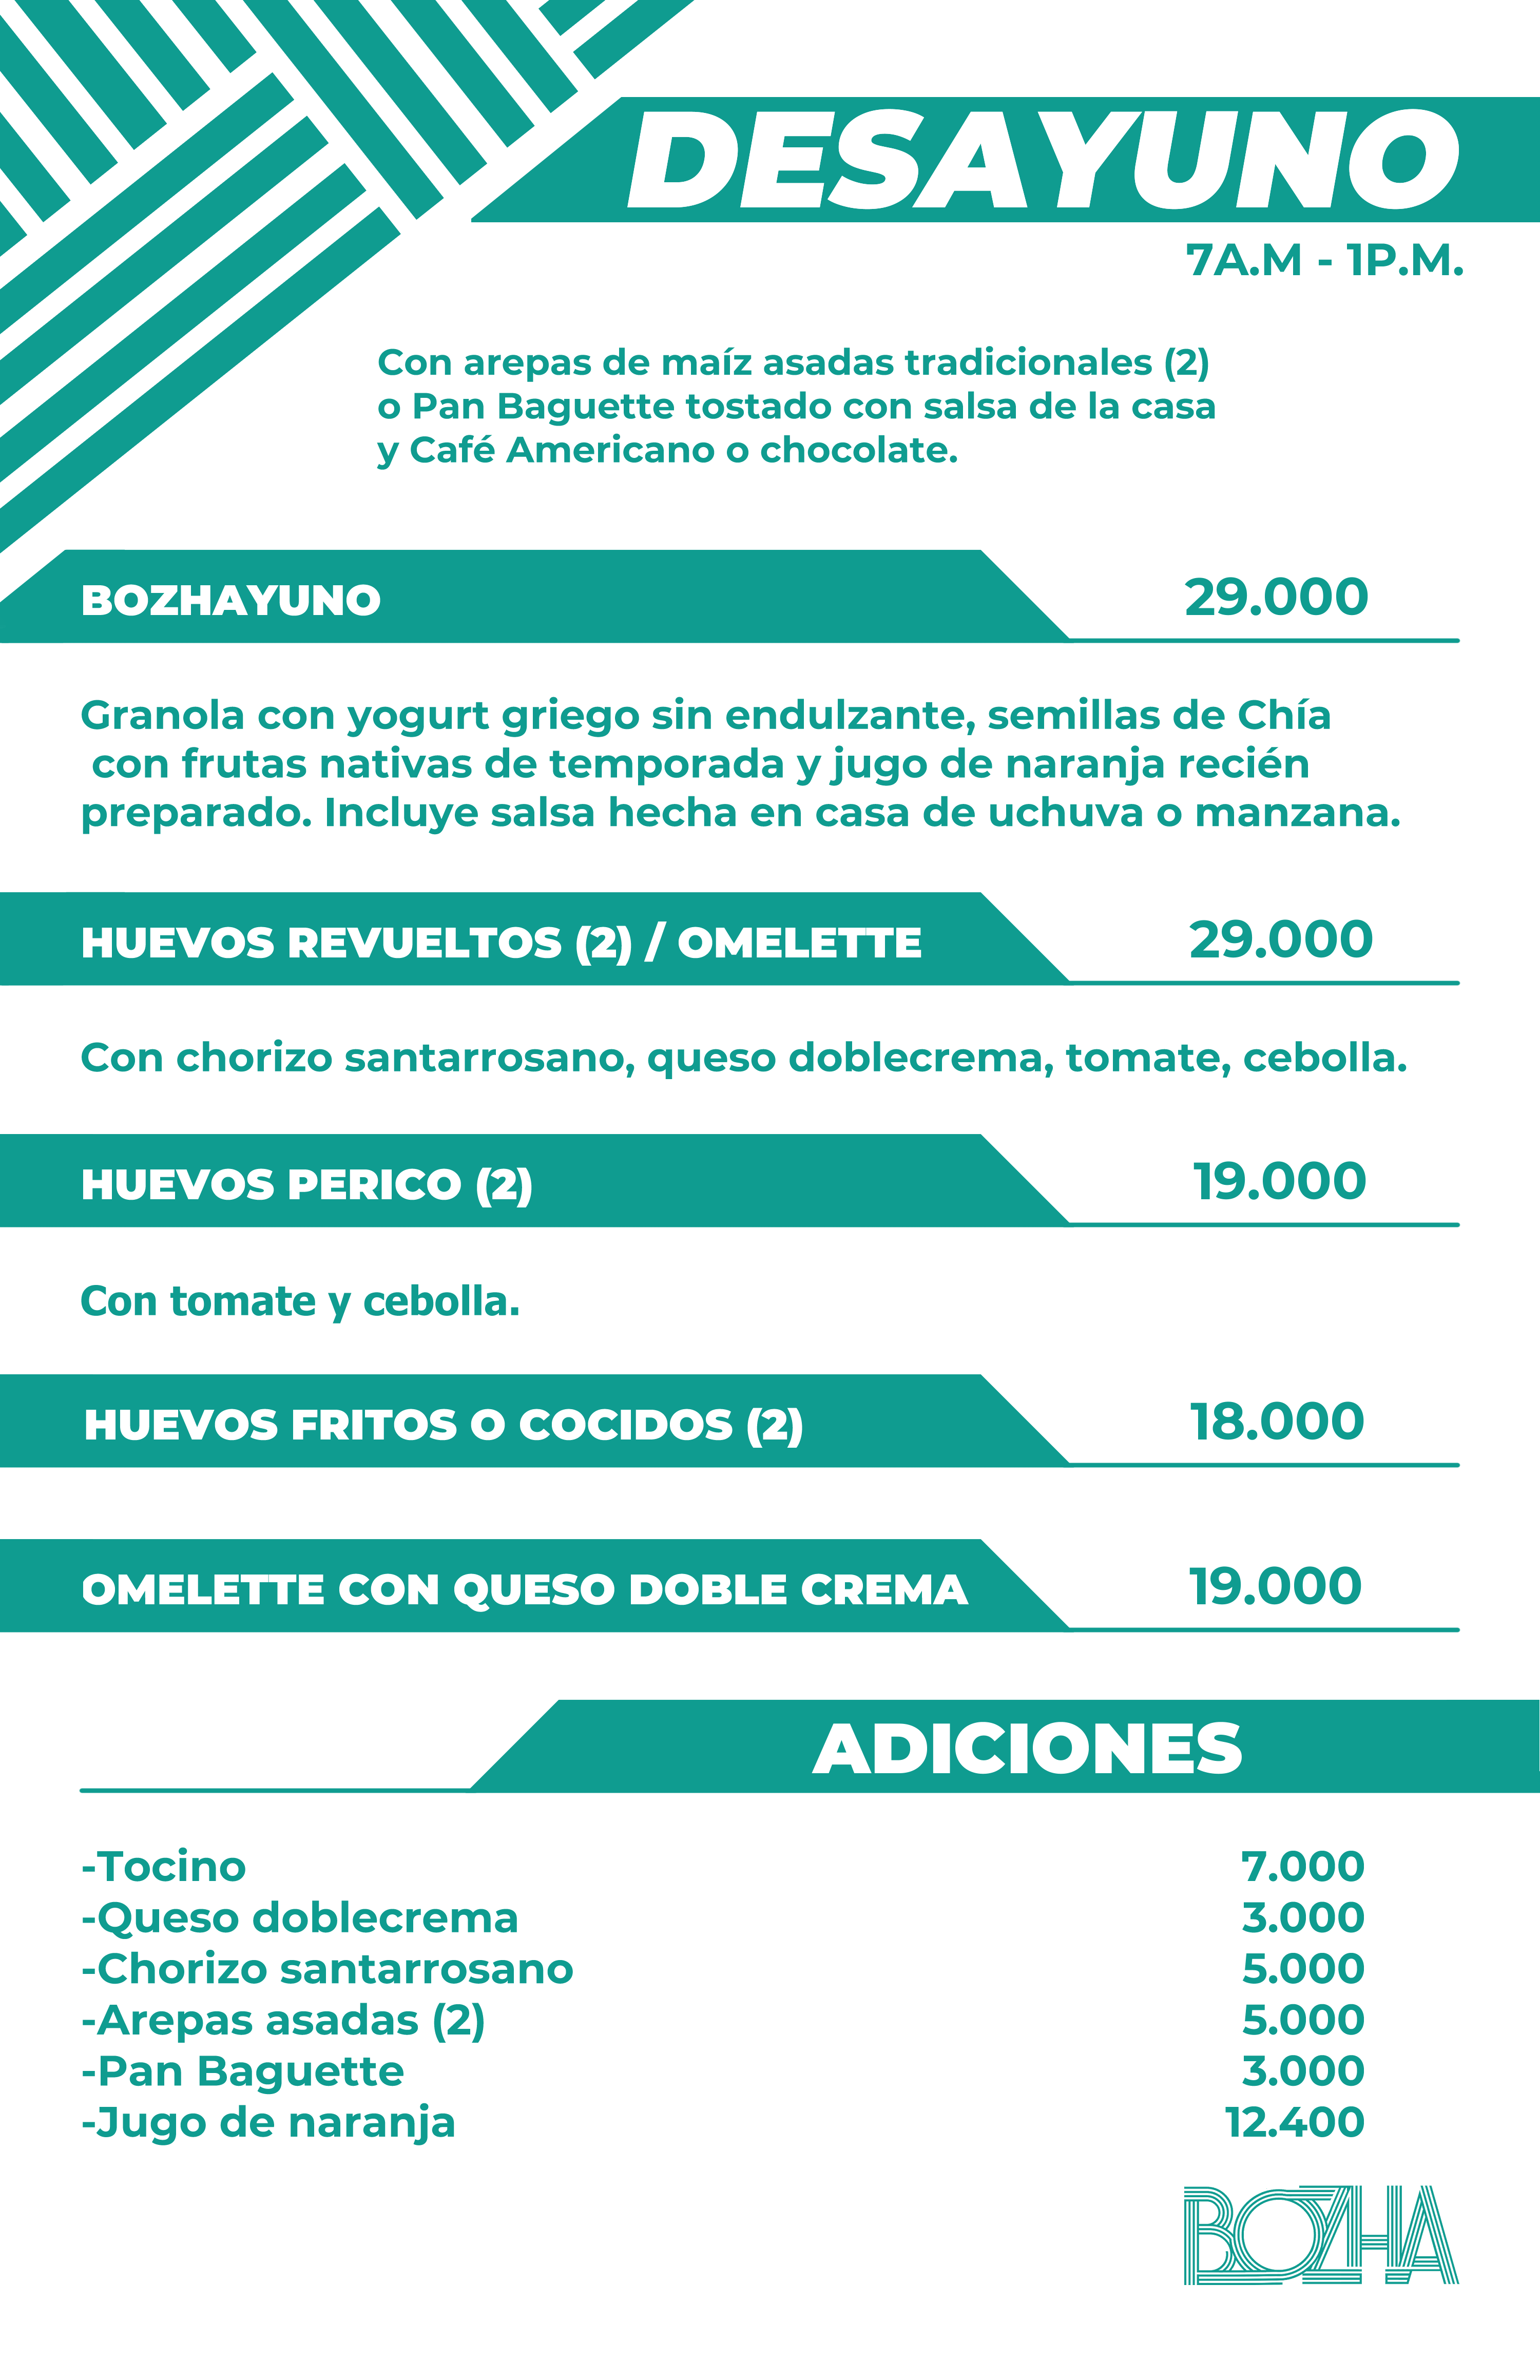 DESAYUNO
7A.M - 1P.M.
Con arepas de maíz asadas tradicionales (2)
o Pan Baguette tostado con salsa de la casa
y Café Americano o chocolate.
BOZHAYUNO 29.000
Granola con yogurt griego sin endulzante, semillas de Chía
con frutas nativas de temporada y jugo de naranja recién
preparado. Incluye salsa hecha en casa de uchuva o manzana.
HUEVOS REVUELTOS (2) / OMELETTE 29.000
Con chorizo santarrosano, queso doblecrema, tomate, cebolla.
HUEVOS PERICO (2) 19.000
Con tomate y cebolla.
HUEVOS FRITOS O COCIDOS (2) 18.000
OMELETTE CON QUESO DOBLE CREMA 19.000
ADICIONES
-Tocino 7.000
-Queso doblecrema 3.000
-Chorizo santarrosano 5.000
-Arepas asadas (2) 5.000
-Pan Baguette 3.000
-Jugo de naranja 12.400
BOZHA